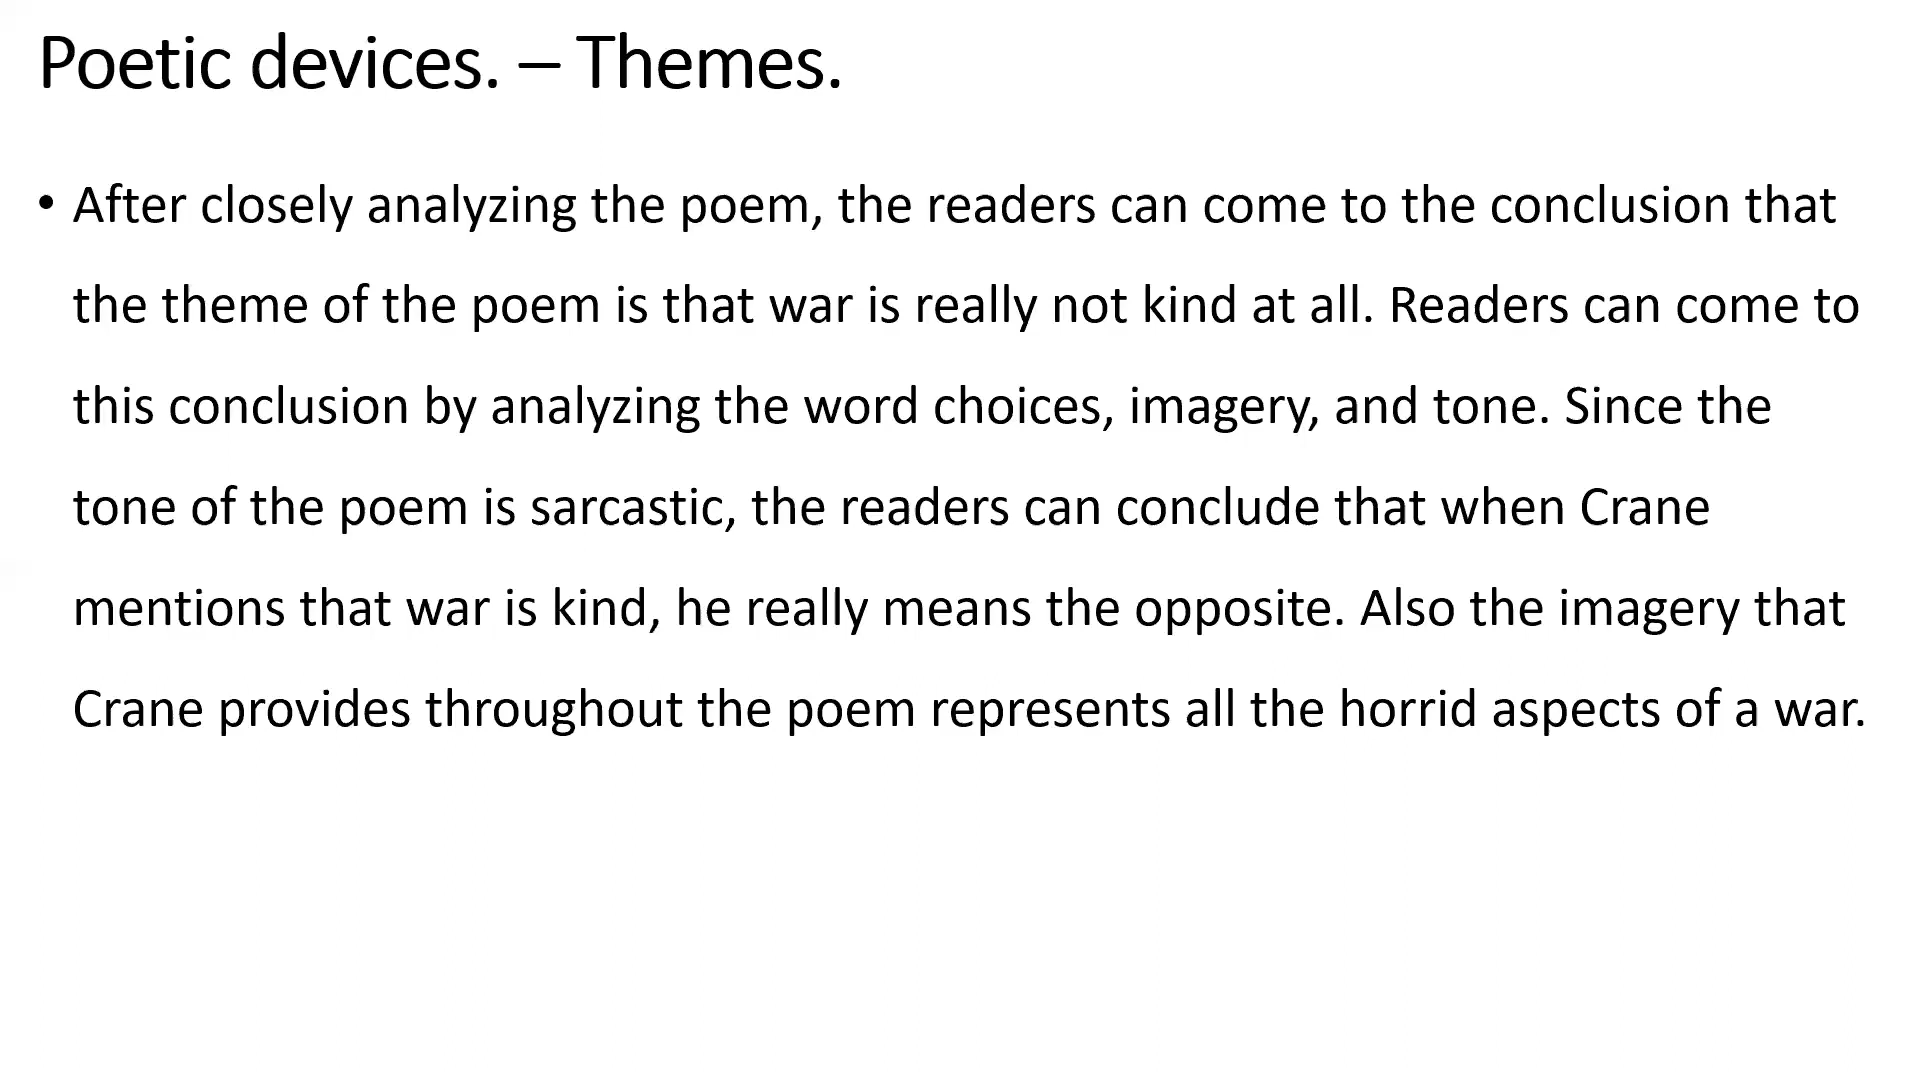 Poetic devices. – Themes.
• After closely analyzing the poem, the readers can come to the conclusion that
the theme of the poem is that war is really not kind at all. Readers can come to
this conclusion by analyzing the word choices, imagery, and tone. Since the
tone of the poem is sarcastic, the readers can conclude that when Crane
mentions that war is kind, he really means the opposite. Also the imagery that
Crane provides throughout the poem represents all the horrid aspects of a war.